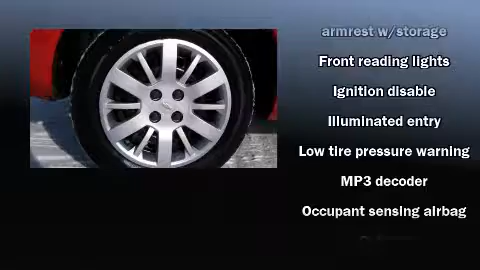 armrest w/storage
Front reading lights
Ignition disable
Illuminated entry
Low tire pressure warning
MP3 decoder
Occupant sensing airbag